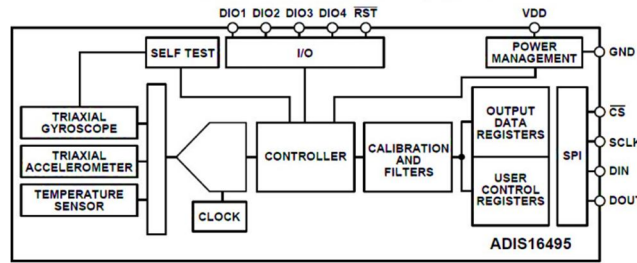 DIO1 DIO2 DIO3 DIO4 RST VDD
SELF TEST
I/O
POWER
MANAGEMENT
GND
TRIAXIAL
GYROSCOPE
TRIAXIAL
ACCELEROMETER
TEMPERATURE
SENSOR
CLOCK
CONTROLLER
CALIBRATION
AND
FILTERS
OUTPUT
DATA
REGISTERS
USER
CONTROL
REGISTERS
SPI
CS
SCLK
DIN
DOUT
ADIS16495